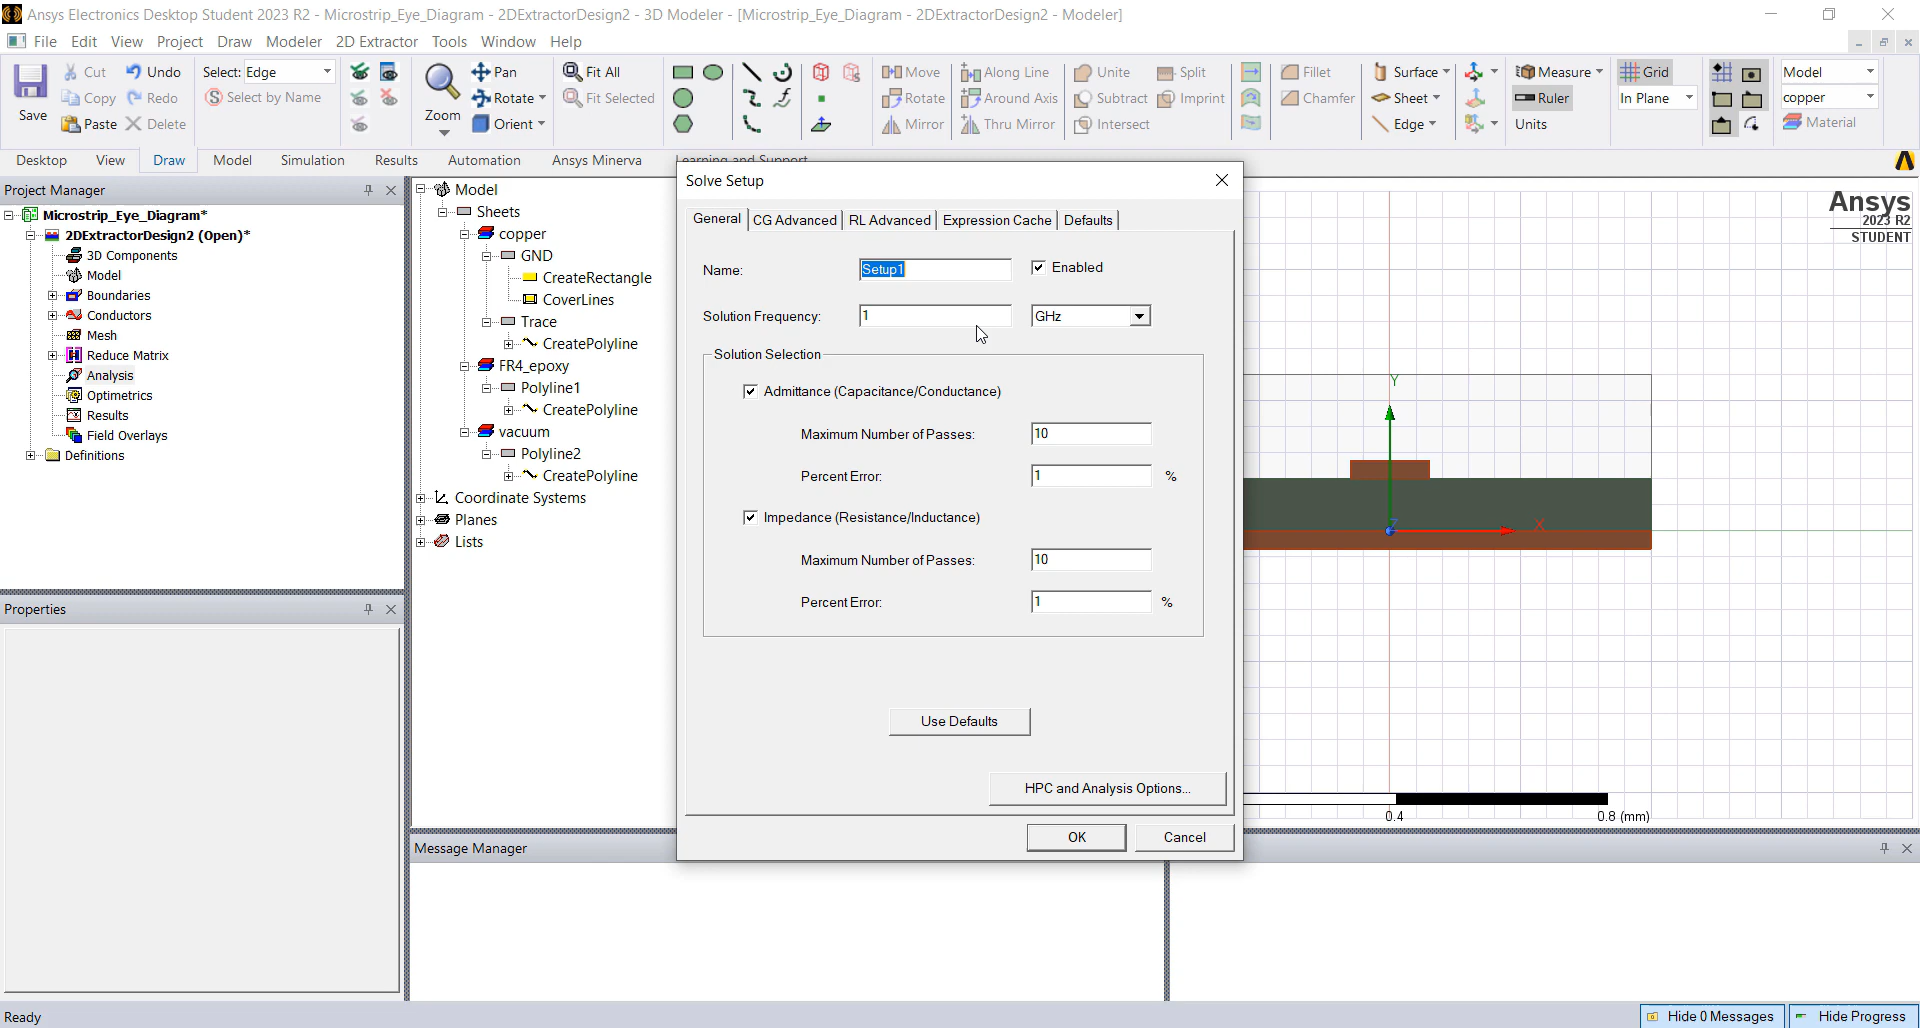 Ansys Electronics Desktop Student 2023 R2 - Microstrip_Eye_Diagram - 2DExtractorDesign2 - 3D Modeler - [Microstrip_Eye_Diagram - 2DExtractorDesign2 - Modeler]
File Edit View Project Draw Modeler 2D Extractor Tools Window Help
Save
Cut
Copy
Paste
Undo
Redo
Delete
Select: Edge
Select by Name
Zoom
Pan
Rotate
Orient
Fit All
Fit Selected
Move
Rotate
Mirror
Along Line
Around Axis
Thru Mirror
Unite
Subtract
Intersect
Split
Imprint
Fillet
Chamfer
Surface
Sheet
Edge
Measure
Ruler
Units
Grid
In Plane
Model
copper
Material
Desktop View Draw Model Simulation Results Automation Ansys Minerva Learning and Support
Project Manager
Microstrip_Eye_Diagram*
2DExtractorDesign2 (Open)*
3D Components
Model
Boundaries
Conductors
Mesh
Reduce Matrix
Analysis
Optimetrics
Results
Field Overlays
Definitions
Properties
Model
Sheets
copper
GND
CreateRectangle
CoverLines
Trace
CreatePolyline
FR4_epoxy
Polyline1
CreatePolyline
vacuum
Polyline2
CreatePolyline
Coordinate Systems
Planes
Lists
Solve Setup
General CG Advanced RL Advanced Expression Cache Defaults
Name: Setup1 Enabled
Solution Frequency: 1 GHz
Solution Selection
Admittance (Capacitance/Conductance)
Maximum Number of Passes: 10
Percent Error: 1 %
Impedance (Resistance/Inductance)
Maximum Number of Passes: 10
Percent Error: 1 %
Use Defaults
HPC and Analysis Options...
OK Cancel
Ansys
2023 R2
STUDENT
Y
Z
X
0.4 0.8 (mm)
Message Manager
Ready
Hide 0 Messages Hide Progress